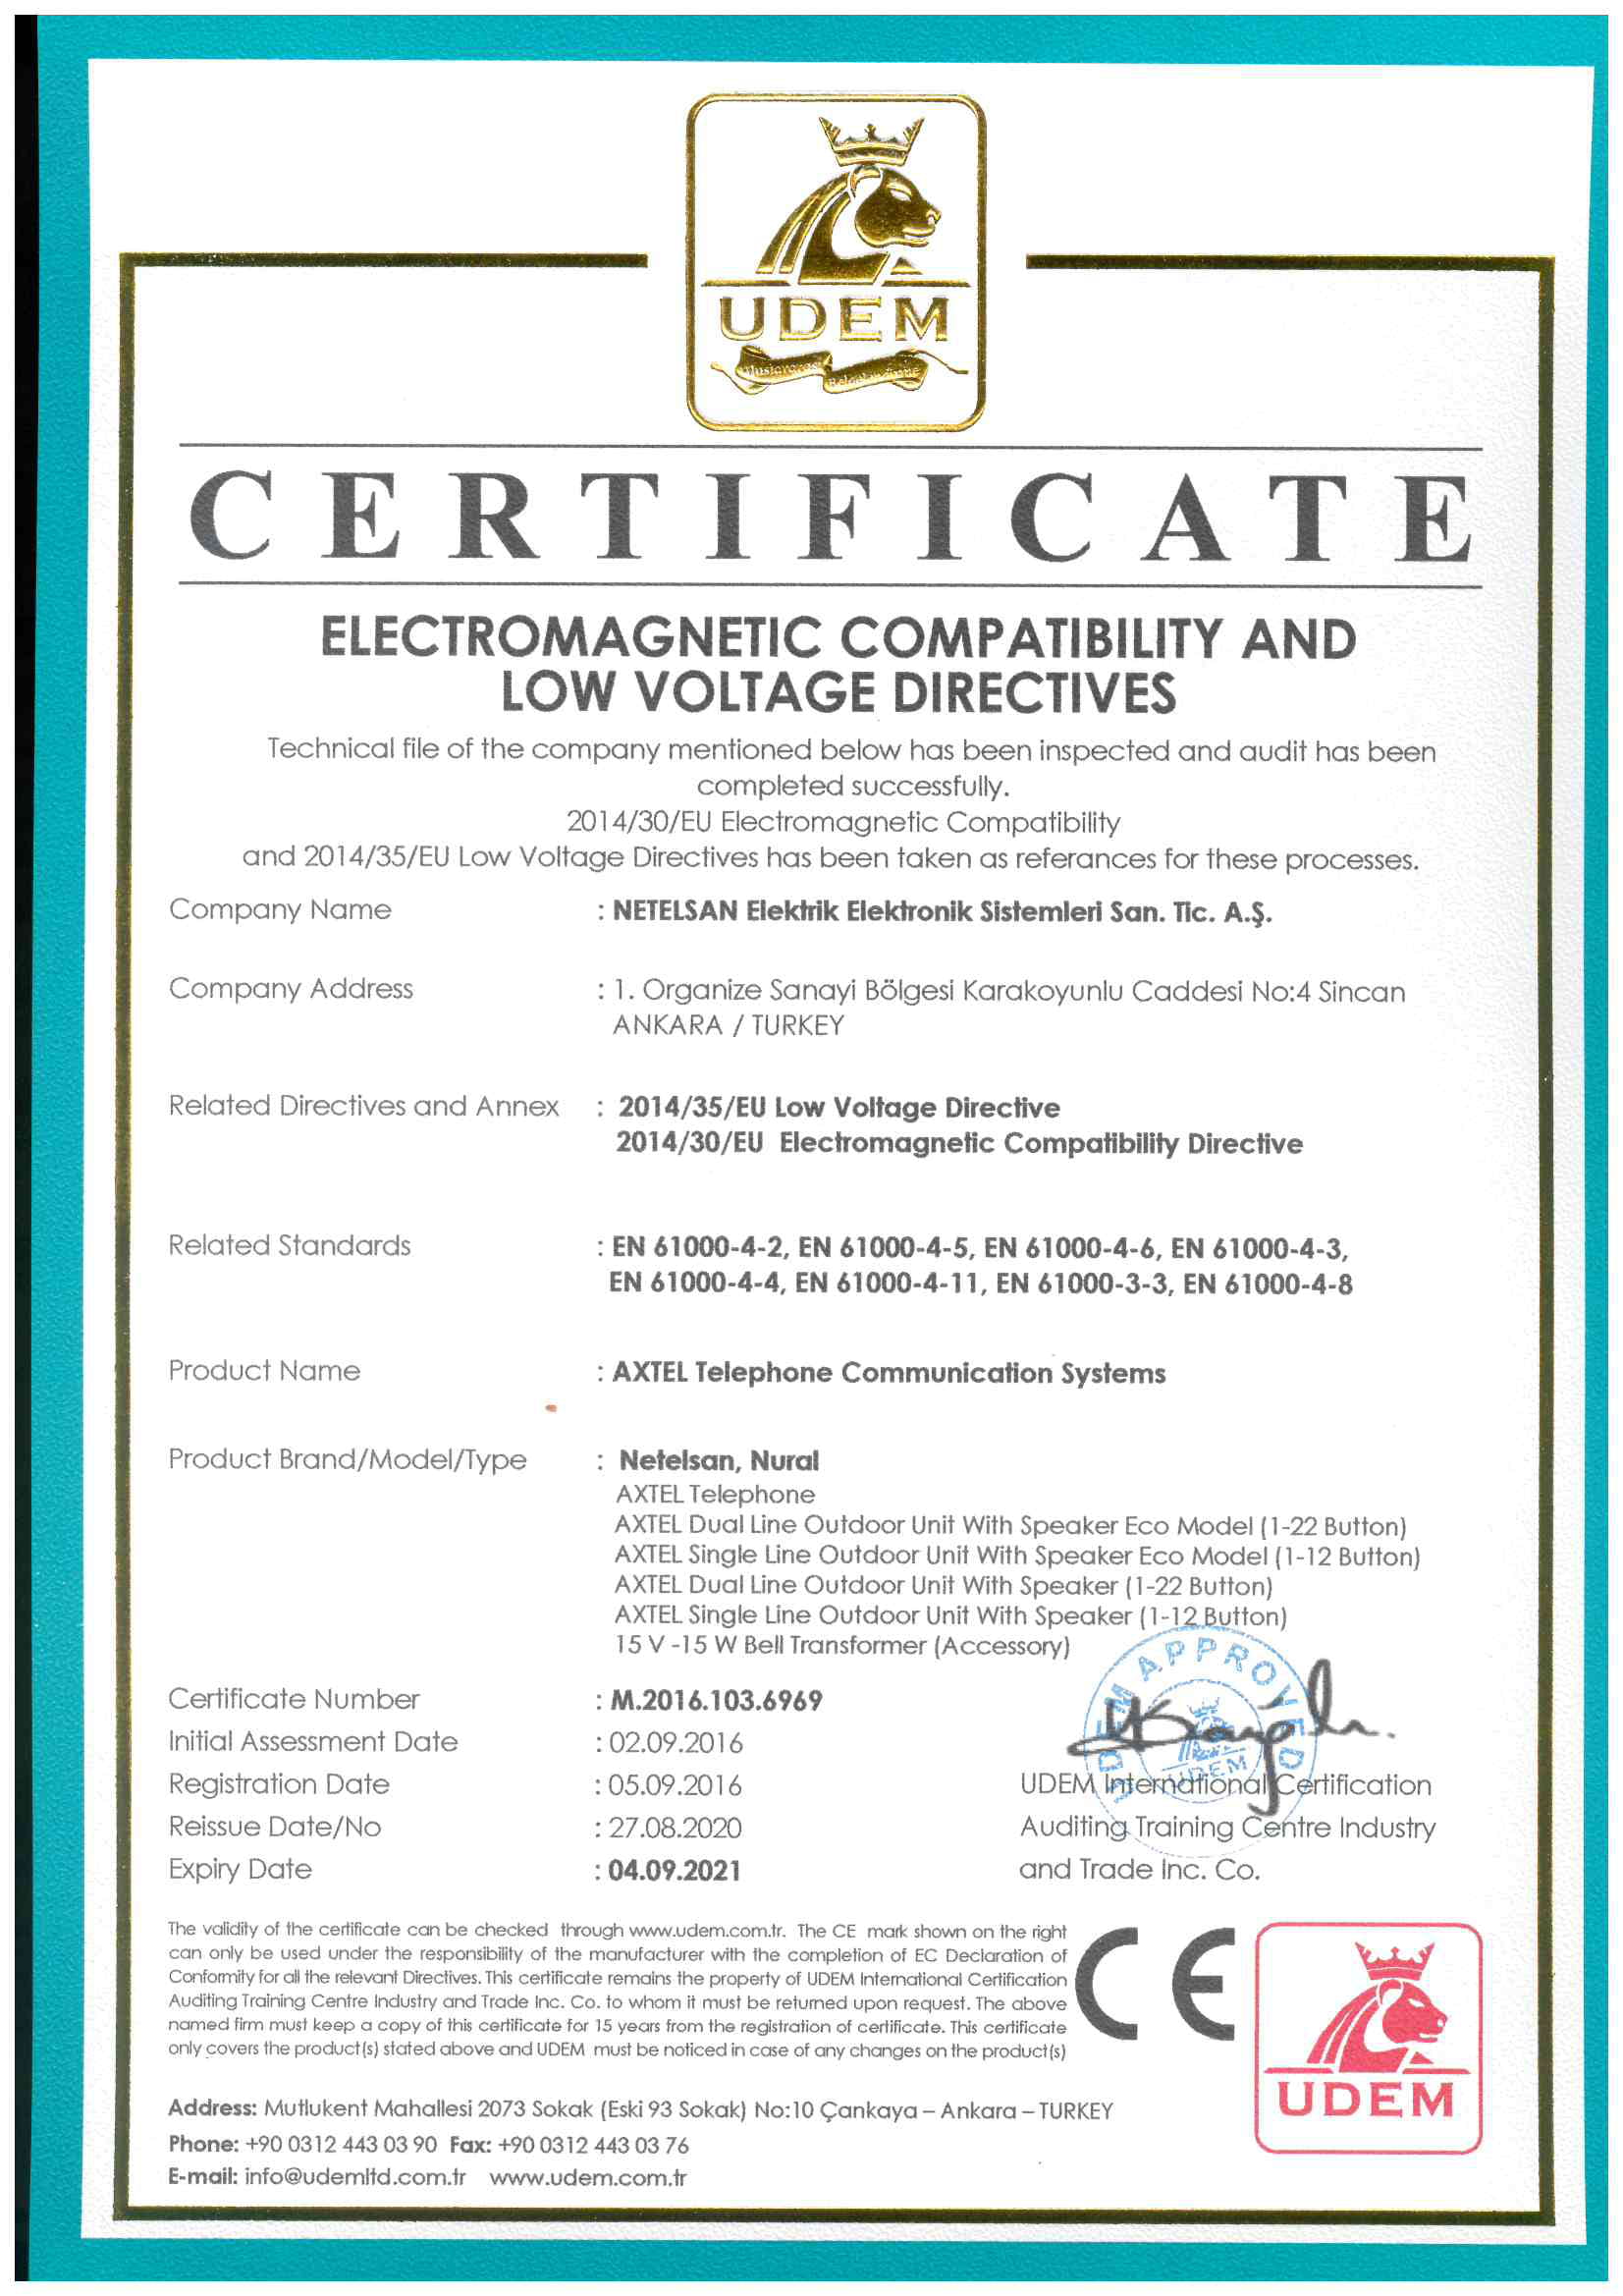 UDEM
CERTIFICATE
ELECTROMAGNETIC COMPATIBILITY AND
LOW VOLTAGE DIRECTIVES
Technical file of the company mentioned below has been inspected and audit has been
completed successfully.
2014/30/EU Electromagnetic Compatibility
and 2014/35/EU Low Voltage Directives has been taken as referances for these processes.
Company Name : NETELSAN Elektrik Elektronik Sistemleri San. Tic. A.Ş.
Company Address : 1. Organize Sanayi Bölgesi Karakoyunlu Caddesi No:4 Sincan
ANKARA / TURKEY
Related Directives and Annex : 2014/35/EU Low Voltage Directive
2014/30/EU Electromagnetic Compatibility Directive
Related Standards : EN 61000-4-2, EN 61000-4-5, EN 61000-4-6, EN 61000-4-3,
EN 61000-4-4, EN 61000-4-11, EN 61000-3-3, EN 61000-4-8
Product Name : AXTEL Telephone Communication Systems
Product Brand/Model/Type : Netelsan, Nural
AXTEL Telephone
AXTEL Dual Line Outdoor Unit With Speaker Eco Model (1-22 Button)
AXTEL Single Line Outdoor Unit With Speaker Eco Model (1-12 Button)
AXTEL Dual Line Outdoor Unit With Speaker (1-22 Button)
AXTEL Single Line Outdoor Unit With Speaker (1-12 Button)
15 V -15 W Bell Transformer (Accessory)
UDEM APPROVED
UDEM
Certificate Number : M.2016.103.6969
Initial Assessment Date : 02.09.2016
Registration Date : 05.09.2016
Reissue Date/No : 27.08.2020
Expiry Date : 04.09.2021
UDEM International Certification
Auditing Training Centre Industry
and Trade Inc. Co.
The validity of the certificate can be checked through www.udem.com.tr. The CE mark shown on the right
can only be used under the responsibility of the manufacturer with the completion of EC Declaration of
Conformity for all the relevant Directives. This certificate remains the property of UDEM International Certification
Auditing Training Centre Industry and Trade Inc. Co. to whom it must be returned upon request. The above
named firm must keep a copy of this certificate for 15 years from the registration of certificate. This certificate
only covers the product(s) stated above and UDEM must be noticed in case of any changes on the product(s)
CE
UDEM
Address: Mutlukent Mahallesi 2073 Sokak (Eski 93 Sokak) No:10 Çankaya – Ankara – TURKEY
Phone: +90 0312 443 03 90 Fax: +90 0312 443 03 76
E-mail: info@udemltd.com.tr www.udem.com.tr